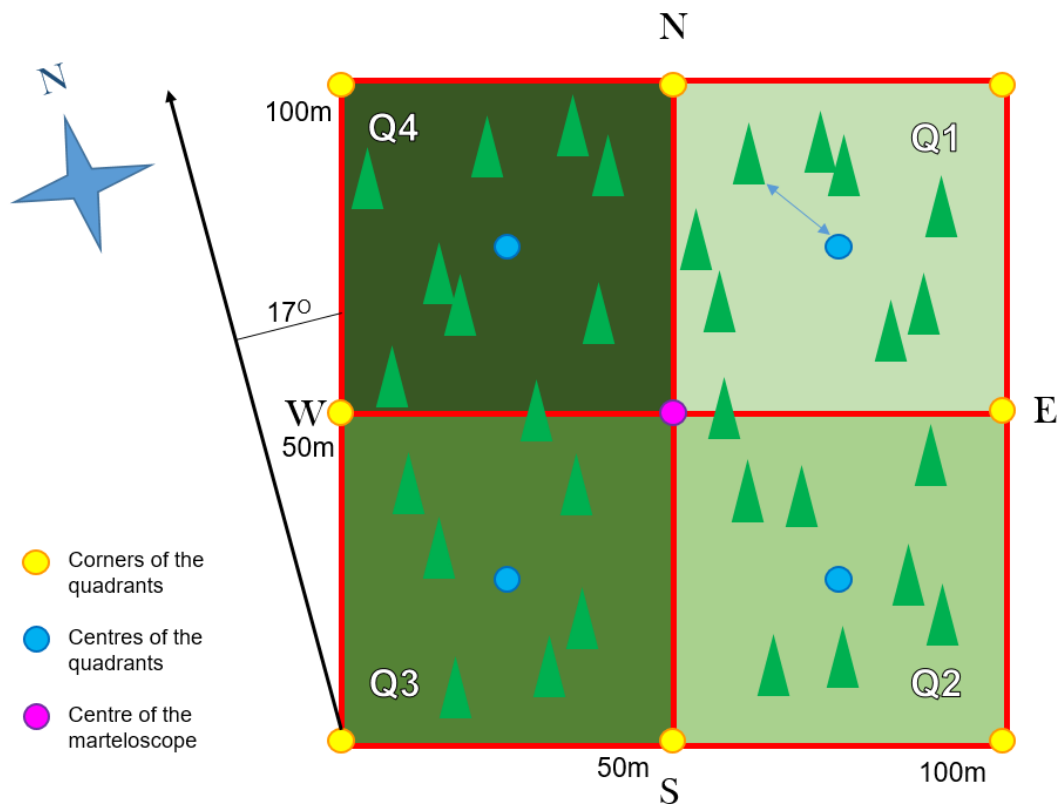 N
N
100m
Q4
Q1
17O
W
E
50m
Corners of the
quadrants
Centres of the
quadrants
Q3
Q2
Centre of the
marteloscope
50m
100m
S